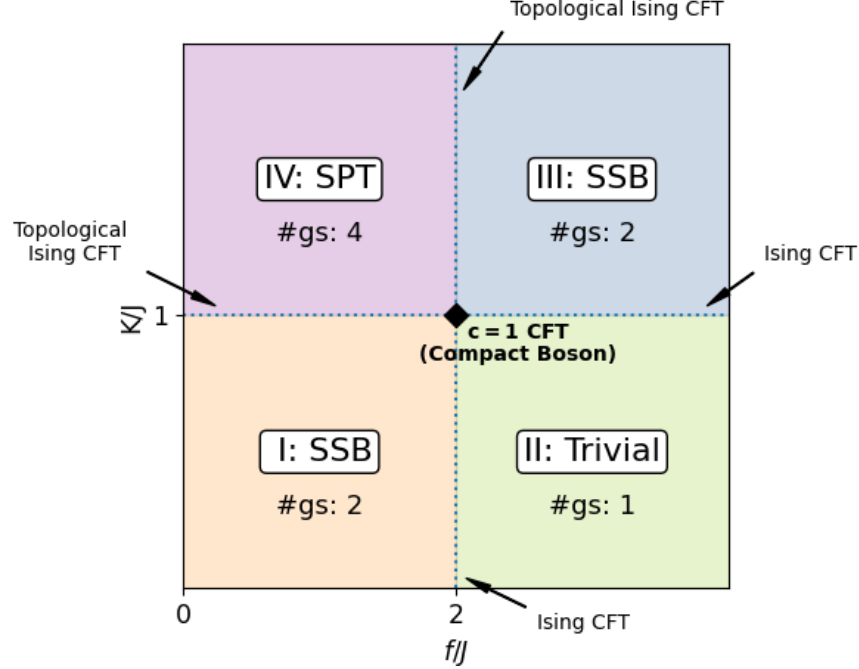 Topological Ising CFT
IV: SPT
III: SSB
#gs: 4
#gs: 2
Topological
Ising CFT
Ising CFT
K/J
1
c = 1 CFT
(Compact Boson)
I: SSB
II: Trivial
#gs: 2
#gs: 1
0
2
Ising CFT
f/J